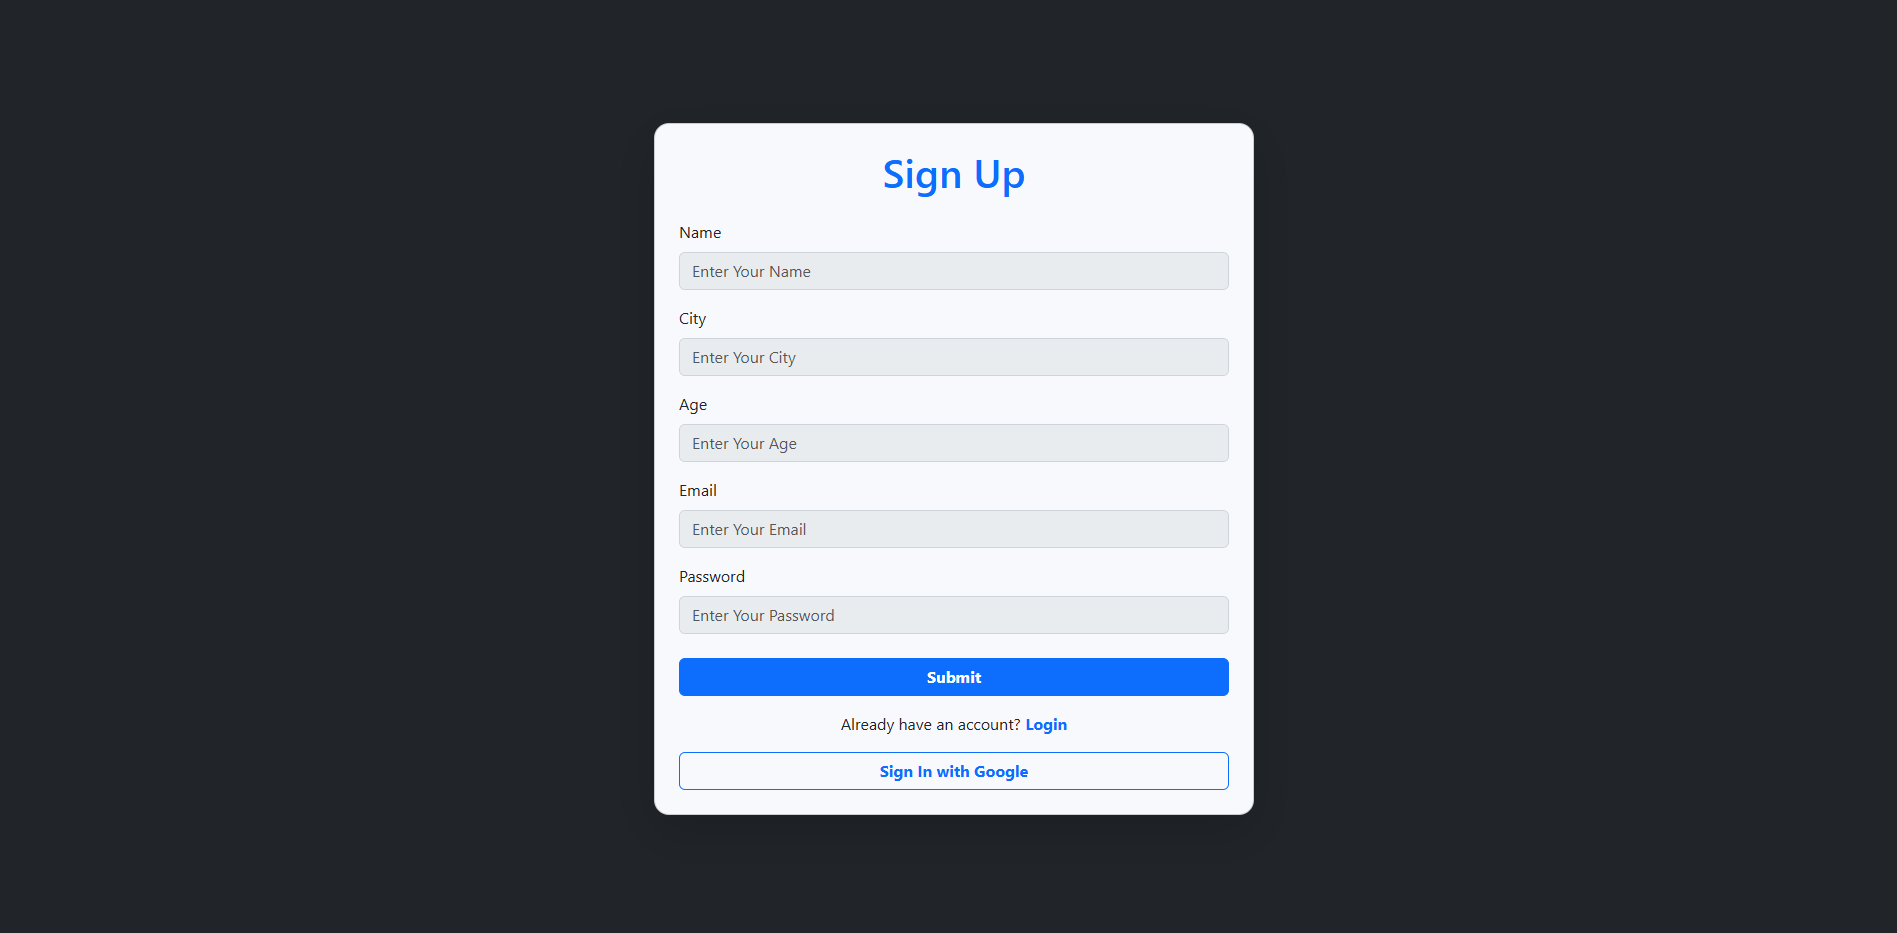 Sign Up
Name
Enter Your Name
City
Enter Your City
Age
Enter Your Age
Email
Enter Your Email
Password
Enter Your Password
Submit
Already have an account? Login
Sign In with Google